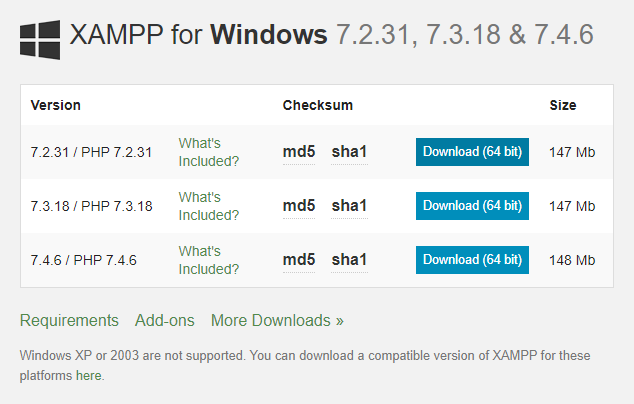 XAMPP for Windows 7.2.31, 7.3.18 & 7.4.6
Version Checksum Size
7.2.31 / PHP 7.2.31 What's Included? md5 sha1 Download (64 bit) 147 Mb
7.3.18 / PHP 7.3.18 What's Included? md5 sha1 Download (64 bit) 147 Mb
7.4.6 / PHP 7.4.6 What's Included? md5 sha1 Download (64 bit) 148 Mb
Requirements Add-ons More Downloads »
Windows XP or 2003 are not supported. You can download a compatible version of XAMPP for these
platforms here.